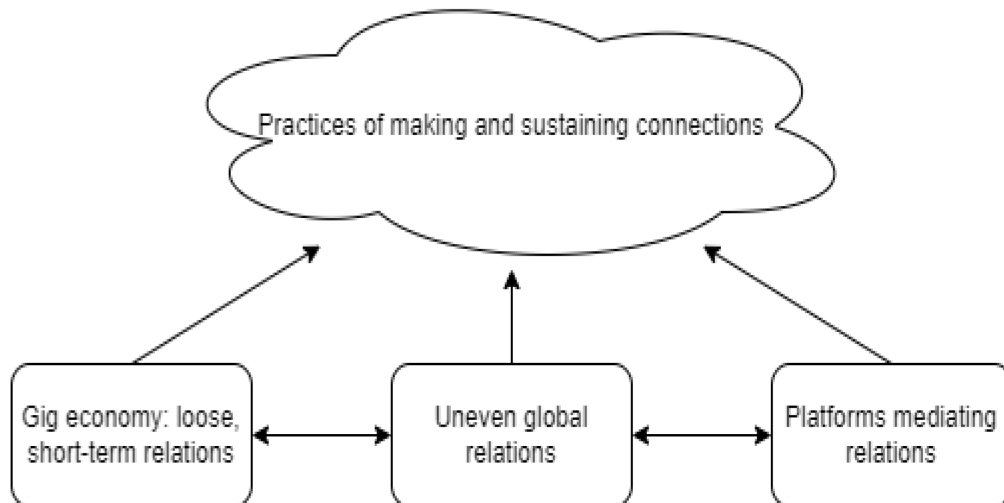 Practices of making and sustaining connections
Gig economy: loose,
short-term relations
Uneven global
relations
Platforms mediating
relations